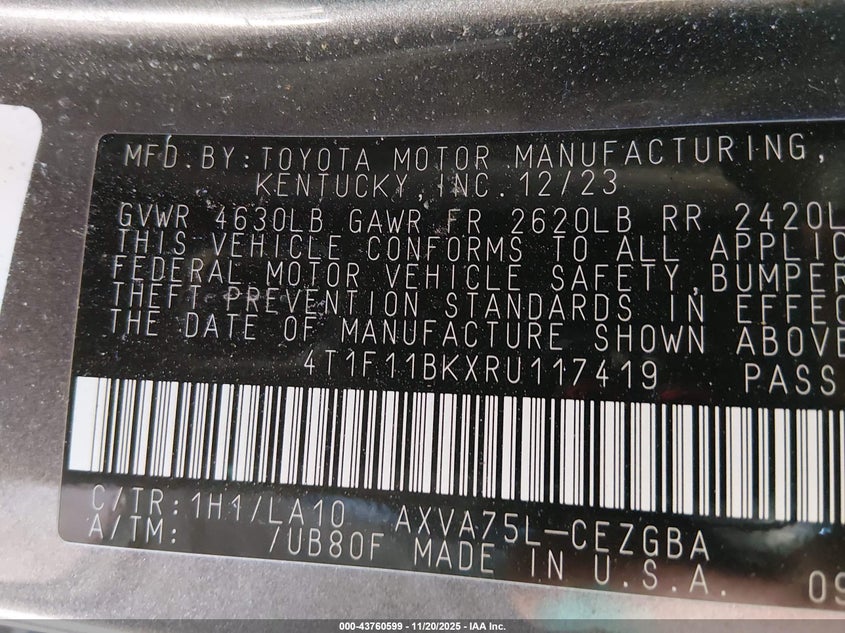 MFD. BY: TOYOTA MOTOR MANUFACTURING,
KENTUCKY, INC. 12/23
GVWR 4630LB GAWR FR 2620LB RR 2420L
THIS VEHICLE CONFORMS TO ALL APPLIC
FEDERAL MOTOR VEHICLE SAFETY, BUMPER
THEFT PREVENTION STANDARDS IN EFFEC
THE DATE OF MANUFACTURE SHOWN ABOVE
4T1F11BKXRU117419 PASS
C/TR: 1H1/LA10 AXVA75L-CEZGBA
A/TM: /UB80F MADE IN U.S.A. 09
000-43760599 - 11/20/2025 - IAA Inc.